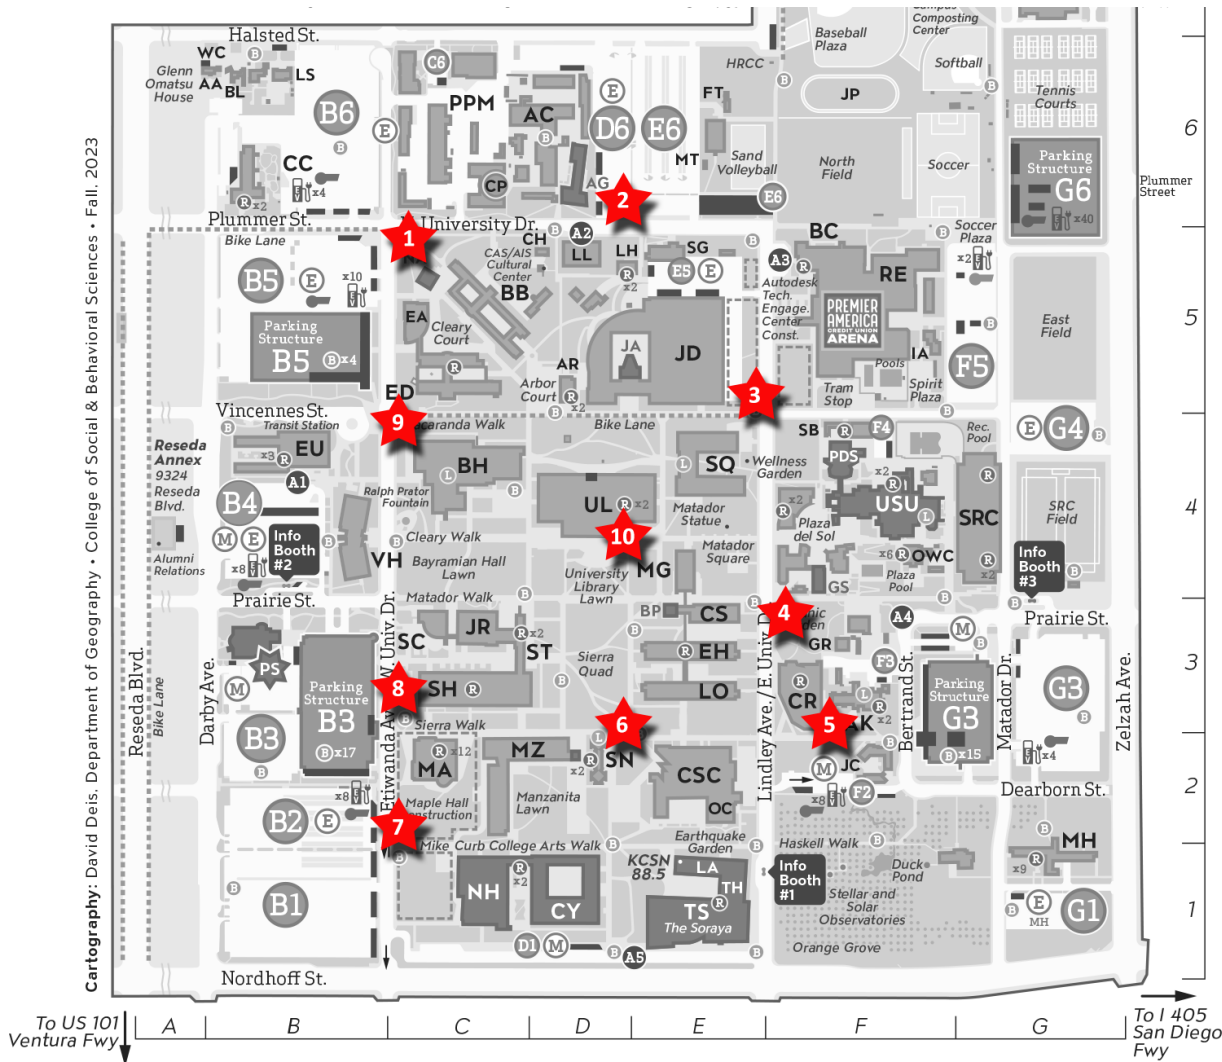 Campus
Composting
Center
Baseball
Plaza
Halsted St.
WC
LS
Glenn
Omatsu
House
AA
BL
B
B6
E
C6
PPM
AC
B
E
D6
E6
HRCC
FT
MT
Sand
Volleyball
Softball
JP
B
B
Tennis
Courts
6
CC
x4
EV
R x2
B
CP
AG
2
E6
North
Field
Soccer
Parking
Structure
G6
EV x40
Plummer
Street
Plummer St.
Bike Lane
1
University Dr.
CH
A2
B
LL
LH
SG
B
BC
A3
R
RE
B
Soccer
Plaza
x2
EV
B
CAS/AIS
Cultural
Center
R
x2
E5
E
Autodesk
Tech.
Engage.
Center
Const.
B5
E
x10
EV
BB
EA
Cleary
Court
JA
JD
PREMIER
AMERICA
CREDIT UNION
ARENA
East
Field
5
B
Parking
Structure
B5
B x4
R
AR
Arbor
Court
R
x2
B
IA
Pools
F5
3
Tram
Stop
Spirit
Plaza
B
ED
Vincennes St.
Transit Station
B
9
Jacaranda Walk
Bike Lane
SB
R
F4
Rec.
Pool
E
G4
B
Reseda
Annex
9324
Reseda
Blvd.
EU
x3 R
A1
B4
BH
L
B
Ralph Prator
Fountain
SQ
L
Wellness
Garden
PDS
x2
R
USU
L
x2
R
Plaza
del Sol
R
SRC
SRC
Field
4
UL
R x2
Matador
Statue
10
M
E
Info
Booth
#2
B
B
Cleary Walk
Bayramian Hall
Lawn
VH
Matador
Square
MG
University
Library
Lawn
x6 R OWC
Plaza
Pool
GS
R
x2
Info
Booth
#3
B
Alumni
Relations
x8
EV
Prairie St.
Matador Walk
B
BP
CS
B
4
A4
B
B
Prairie St.
SC
JR
R x2
ST
B
EH
R
GR
M
B
PS
M
Parking
Structure
B3
B x17
8
SH
R
Sierra
Quad
B
LO
CR
R
F3
L
R
x2
Parking
Structure
G3
B x15
G3
B
3
Reseda Blvd.
Bike Lane
Darby Ave.
Etiwanda Ave. / W. Univ. Dr.
Lindley Ave. / E. Univ. Dr.
Bertrand St.
Matador Dr.
Zelzah Ave.
B3
B
B
Sierra Walk
6
L
5
AK
MA
R x12
MZ
x2
R
SN
CSC
OC
M
JC
x8
EV
F2
x4
EV
Dearborn St.
2
B2
E
x8
EV
7
B
Maple Hall
Construction
Manzanita
Lawn
Mike Curb College Arts Walk
B
Earthquake
Garden
B
Haskell Walk
B
B
MH
R
x9
B1
B
NH
R
x2
CY
KCSN
88.5
LA
TH
R
TS
The Soraya
Info
Booth
#1
Duck
Pond
Stellar and
Solar
Observatories
B
E
MH
G1
1
D1
M
B
A5
B
Orange Grove
B
Nordhoff St.
To US 101
Ventura Fwy
A
B
C
D
E
F
G
To I 405
San Diego
Fwy
Cartography: David Deis. Department of Geography • College of Social & Behavioral Sciences • Fall. 2023